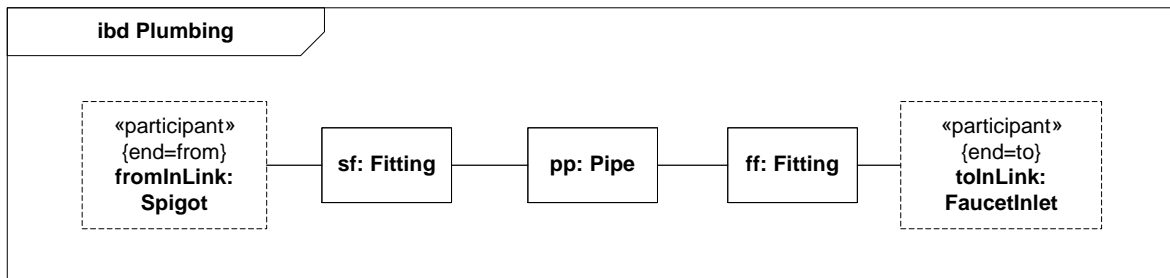 ibd Plumbing
«participant»
{end=from}
fromInLink:
Spigot
sf: Fitting
pp: Pipe
ff: Fitting
«participant»
{end=to}
toInLink:
FaucetInlet